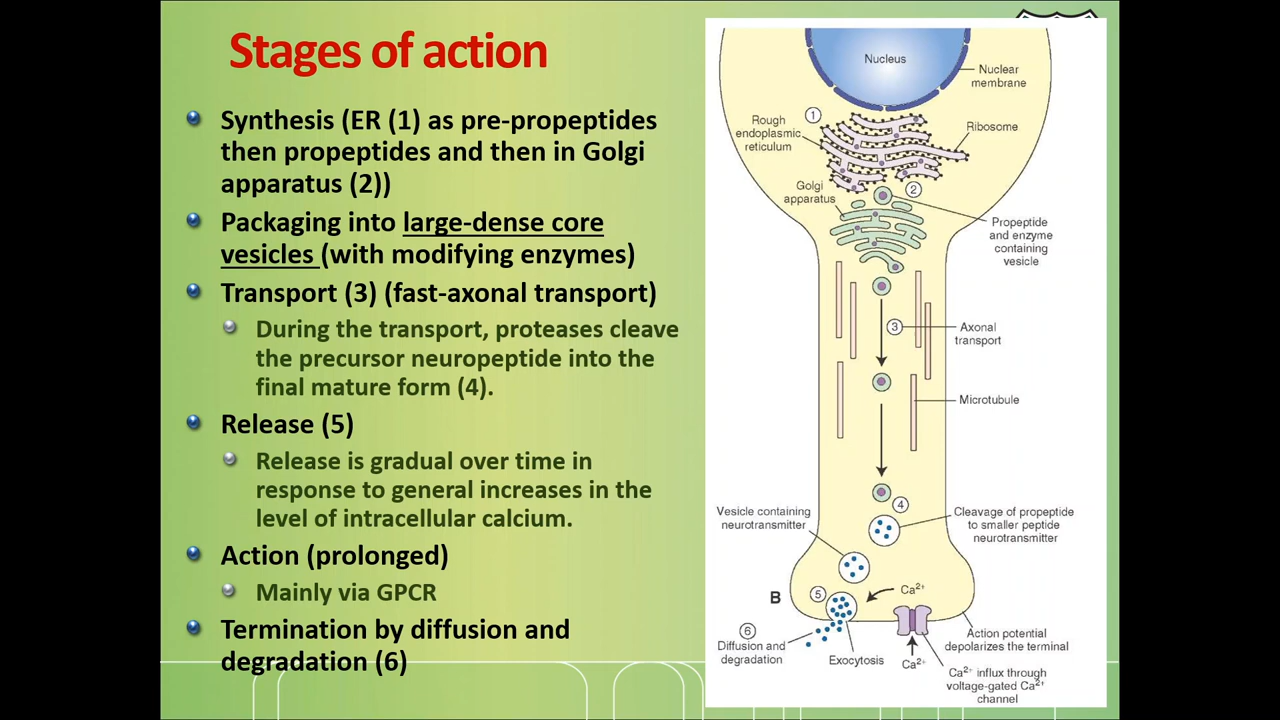 Stages of action
Synthesis (ER (1) as pre-propeptides
then propeptides and then in Golgi
apparatus (2))
Packaging into large-dense core
vesicles (with modifying enzymes)
Transport (3) (fast-axonal transport)
During the transport, proteases cleave
the precursor neuropeptide into the
final mature form (4).
Release (5)
Release is gradual over time in
response to general increases in the
level of intracellular calcium.
Action (prolonged)
Mainly via GPCR
Termination by diffusion and
degradation (6)
Nucleus
Nuclear
membrane
1
Rough
endoplasmic
reticulum
Ribosome
2
Golgi
apparatus
Propeptide
and enzyme
containing
vesicle
3
Axonal
transport
Microtubule
4
Vesicle containing
neurotransmitter
Cleavage of propeptide
to smaller peptide
neurotransmitter
B
5
Ca2+
6
Diffusion and
degradation
Exocytosis
Ca2+
Action potential
depolarizes the terminal
Ca2+ influx through
voltage-gated Ca2+
channel